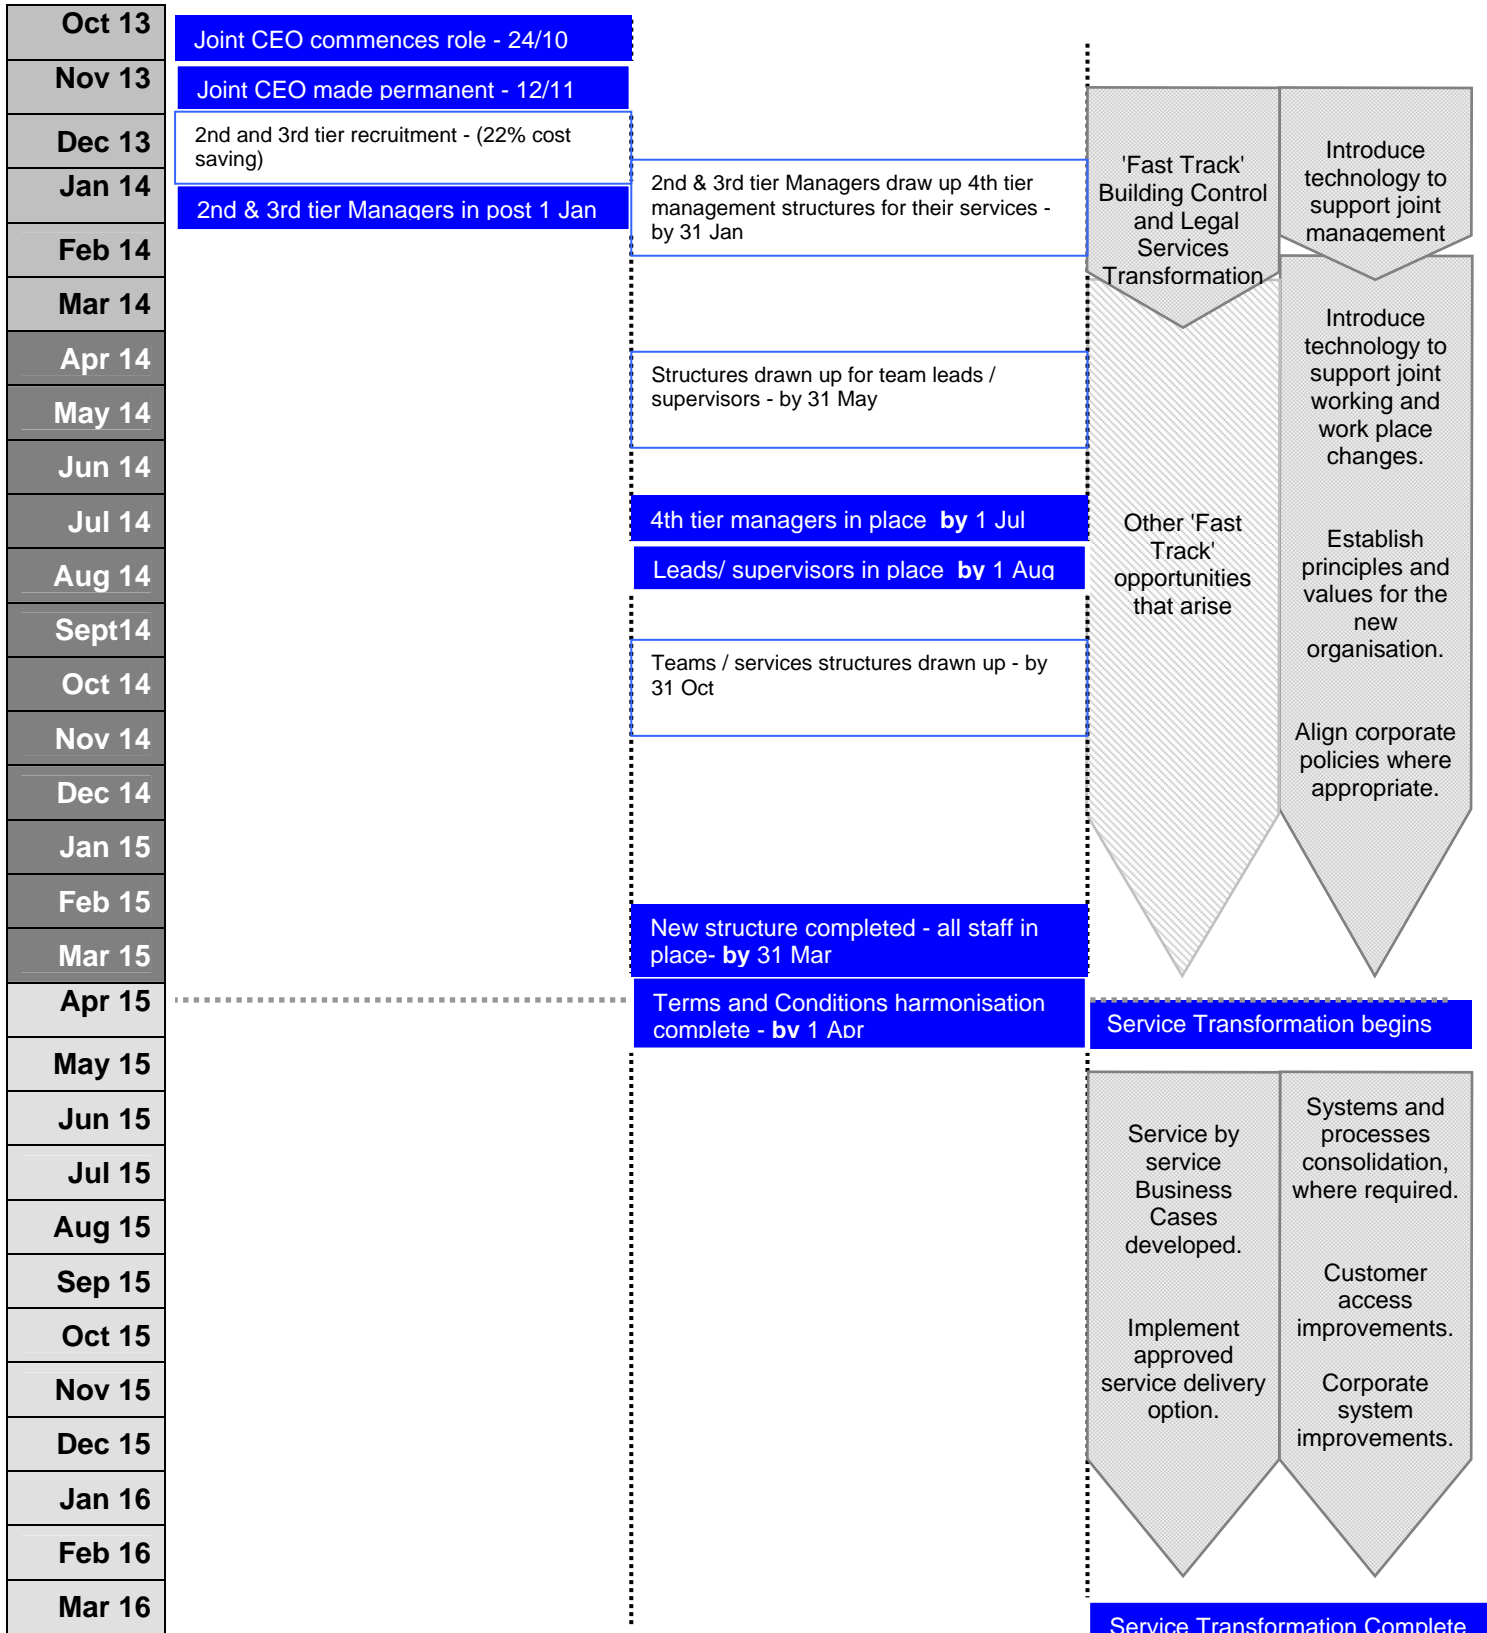 Oct 13
Nov 13
Dec 13
Jan 14
Feb 14
Mar 14
Apr 14
May 14
Jun 14
Jul 14
Aug 14
Sept14
Oct 14
Nov 14
Dec 14
Jan 15
Feb 15
Mar 15
Apr 15
May 15
Jun 15
Jul 15
Aug 15
Sep 15
Oct 15
Nov 15
Dec 15
Jan 16
Feb 16
Mar 16
Joint CEO commences role - 24/10
Joint CEO made permanent - 12/11
2nd and 3rd tier recruitment - (22% cost
saving)
2nd & 3rd tier Managers in post 1 Jan
2nd & 3rd tier Managers draw up 4th tier
management structures for their services -
by 31 Jan
Structures drawn up for team leads /
supervisors - by 31 May
4th tier managers in place  by 1 Jul
Leads/ supervisors in place  by 1 Aug
Teams / services structures drawn up - by
31 Oct
New structure completed - all staff in
place- by 31 Mar
Terms and Conditions harmonisation
complete - by 1 Apr
'Fast Track'
Building Control
and Legal
Services
Transformation
Other 'Fast
Track'
opportunities
that arise
Introduce
technology to
support joint
management
Introduce
technology to
support joint
working and
work place
changes.
Establish
principles and
values for the
new
organisation.
Align corporate
policies where
appropriate.
Service Transformation begins
Service by
service
Business
Cases
developed.
Implement
approved
service delivery
option.
Systems and
processes
consolidation,
where required.
Customer
access
improvements.
Corporate
system
improvements.
Service Transformation Complete